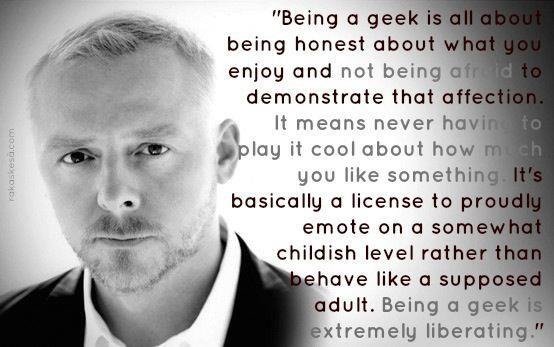 "Being a geek is all about
being honest about what you
enjoy and not being afraid to
demonstrate that affection.
It means never having to
play it cool about how much
you like something. It's
basically a license to proudly
emote on a somewhat
childish level rather than
behave like a supposed
adult. Being a geek is
extremely liberating."
rakaskesa.com